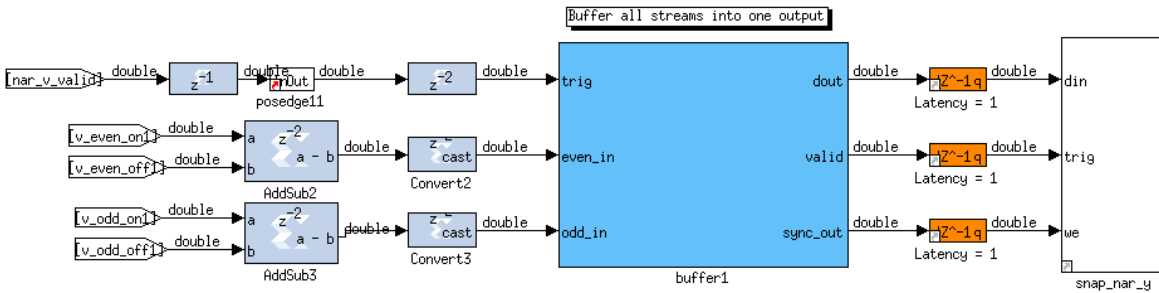 Buffer all streams into one output
[nar_v_valid] double z^-1 double In Out double z^-2 double trig dout double Z^-1 q double din
posedge11 Latency = 1
[v_even_on1] double a z^-2
[v_even_off1] double b a - b double cast double even_in valid double Z^-1 q double trig
AddSub2 Convert2 Latency = 1
[v_odd_on1] double a z^-2
[v_odd_off1] double b a - b double cast double odd_in sync_out double Z^-1 q double we
AddSub3 Convert3 buffer1 Latency = 1
snap_nar_y